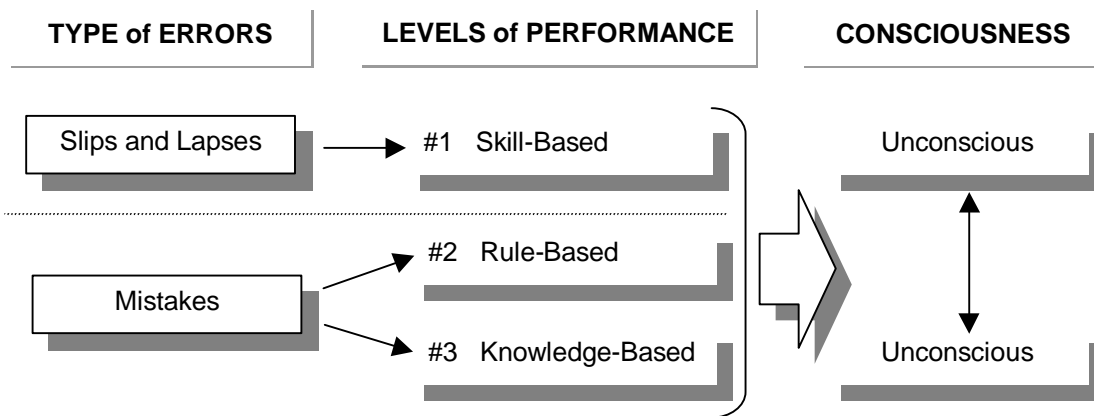 TYPE of ERRORS
LEVELS of PERFORMANCE
CONSCIOUSNESS
Slips and Lapses
#1 Skill-Based
Unconscious
#2 Rule-Based
Mistakes
#3 Knowledge-Based
Unconscious